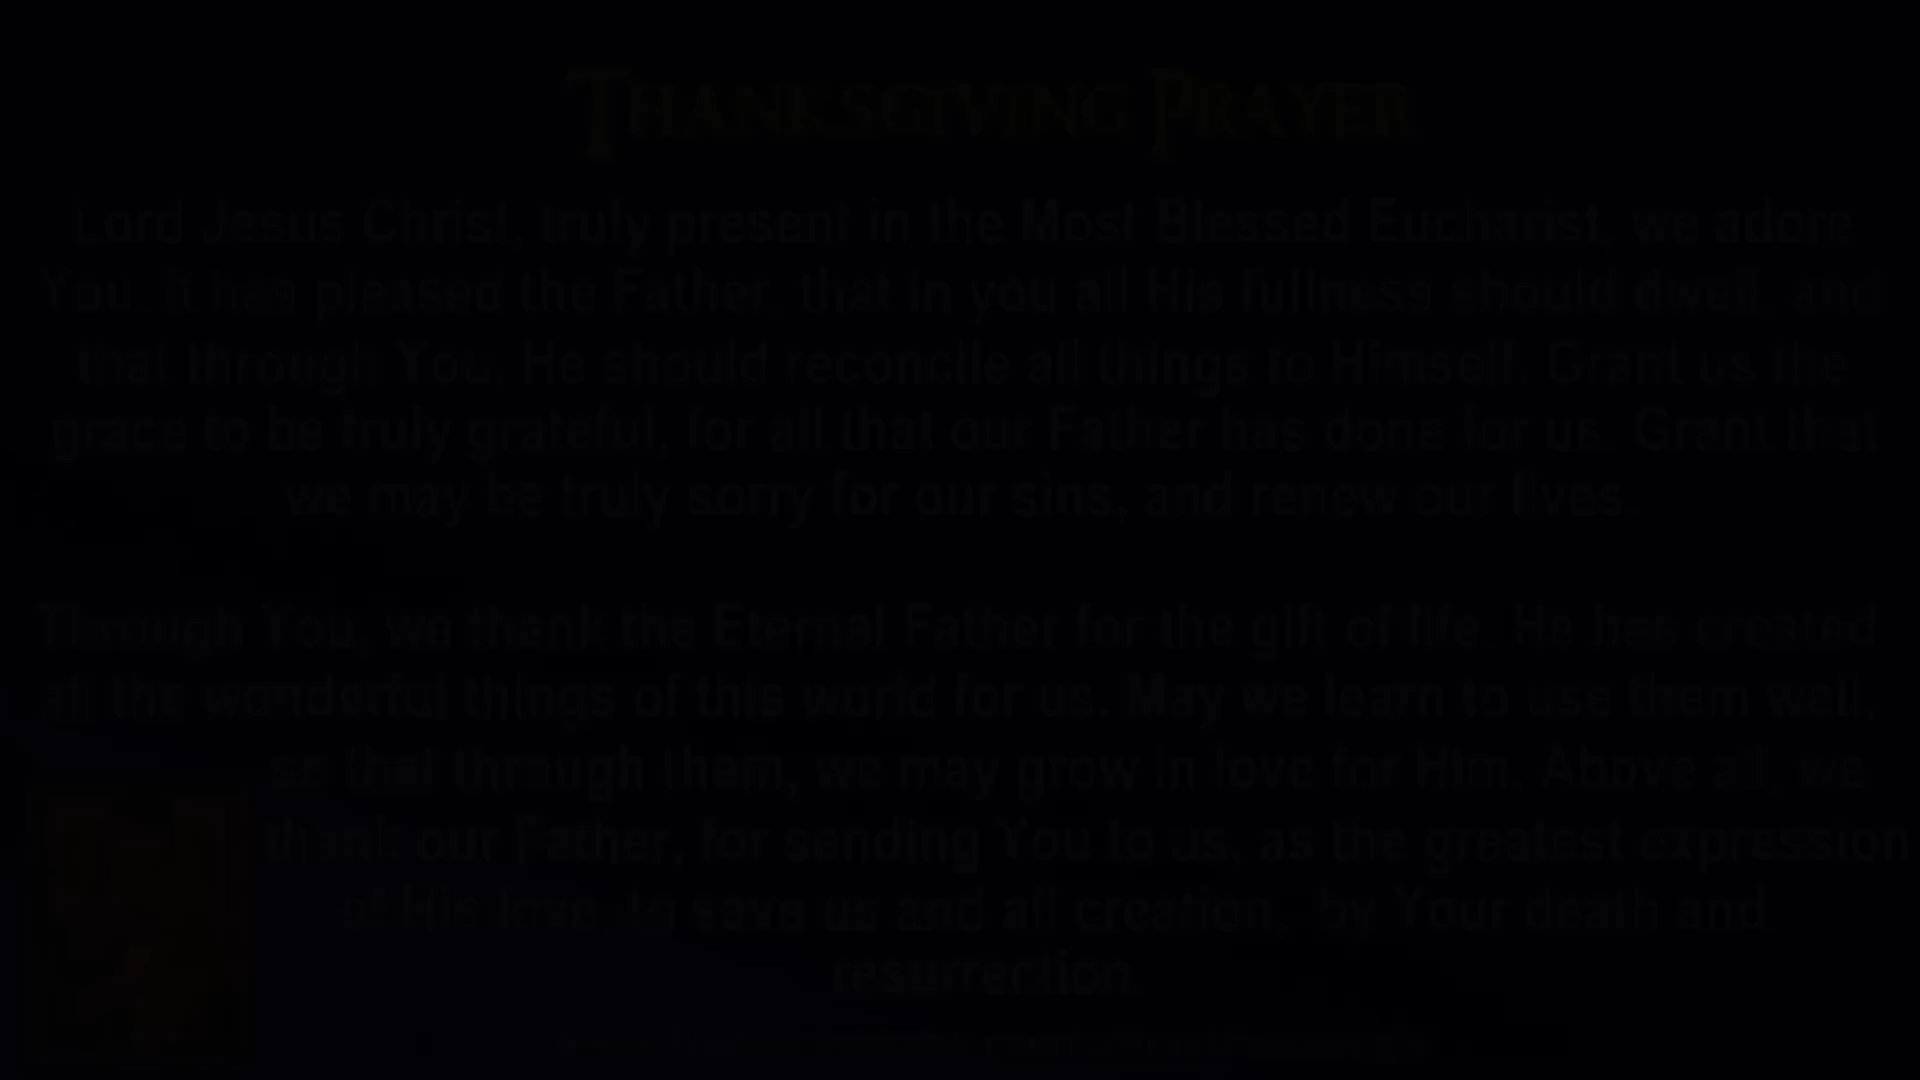 THANKSGIVING PRAYER
Lord Jesus Christ, truly present in the Most Blessed Eucharist, we adore
You. It has pleased the Father, that in you all His fullness should dwell, and
that through You, He should reconcile all things to Himself. Grant us the
grace to be truly grateful, for all that our Father has done for us. Grant that
we may be truly sorry for our sins, and renew our lives.
Through You, we thank the Eternal Father for the gift of life. He has created
all the wonderful things of this world for us. May we learn to use them well,
so that through them, we may grow in love for Him. Above all, we
thank our Father, for sending You to us, as the greatest expression
of His love, to save us and all creation, by Your death and
resurrection.